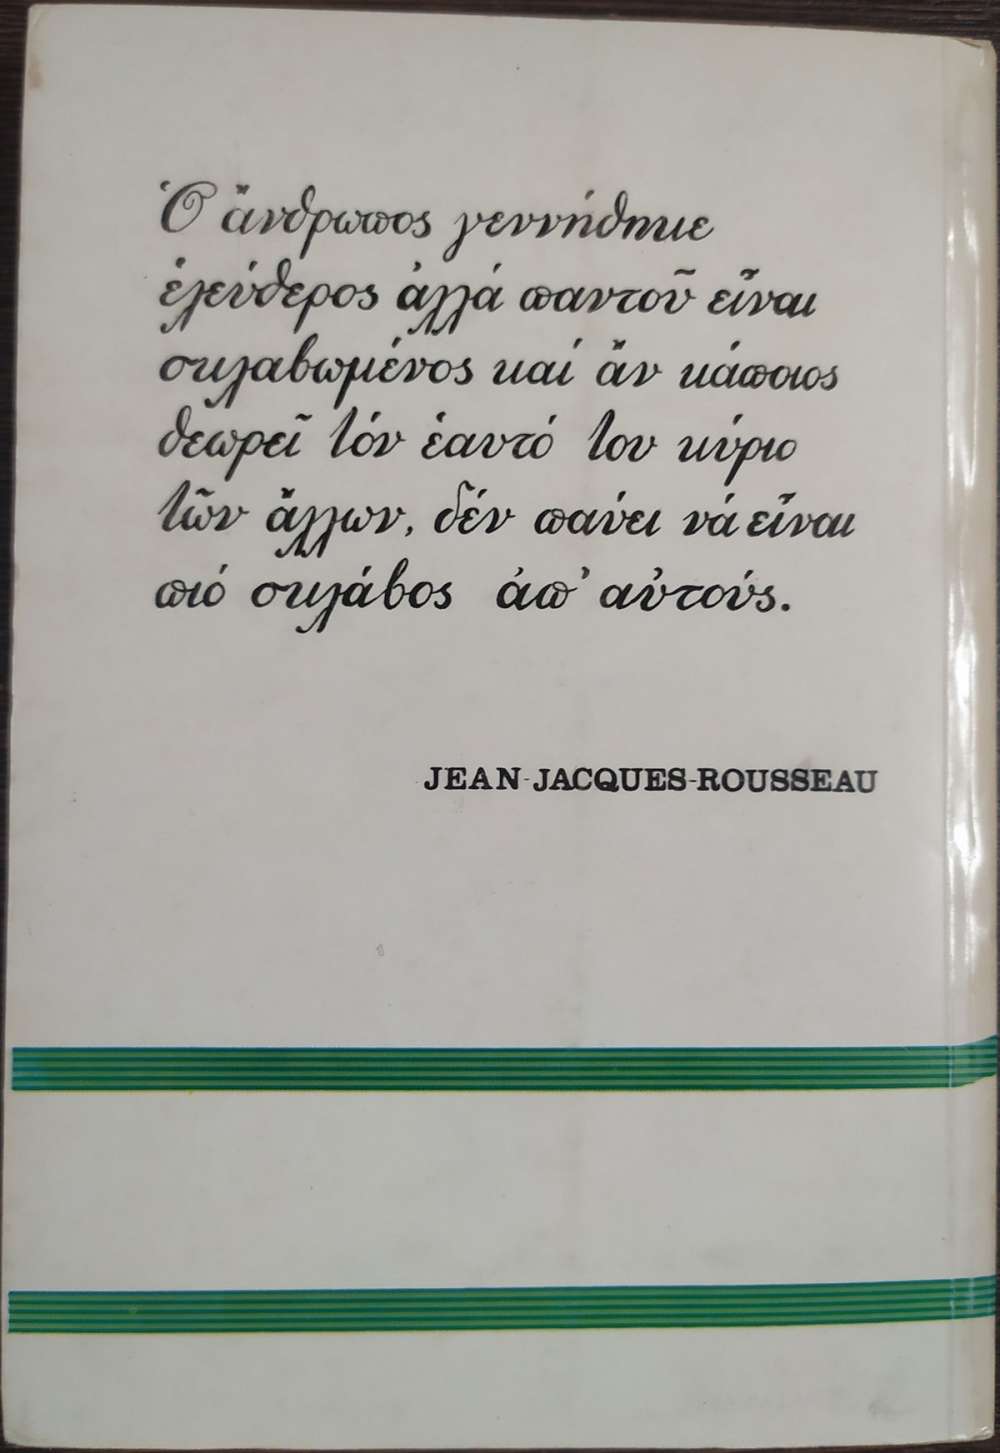 Ὁ ἄνθρωπος γεννήθηκε
ἐλεύθερος ἀλλά παντοῦ εἶναι
σκλαβωμένος καί ἄν κάποιος
θεωρεῖ τόν ἑαυτό του κύριο
τῶν ἄλλων, δέν παύει νά εἶναι
πιό σκλάβος ἀπ' αὐτούς.
JEAN-JACQUES-ROUSSEAU